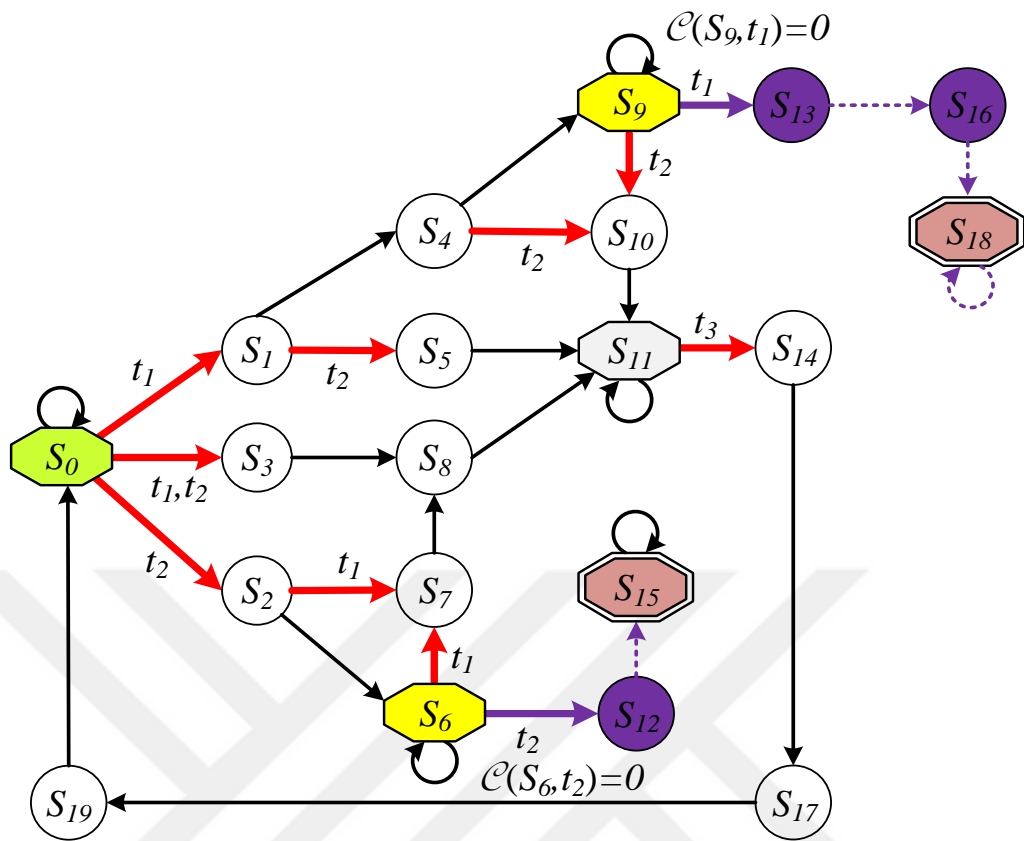 𝒞(S₉,t₁)=0
S₉
t₁
S₁₃
S₁₆
t₂
S₄
t₂
S₁₀
S₁₈
S₁
t₂
S₅
S₁₁
t₃
S₁₄
t₁
S₀
t₁,t₂
S₃
S₈
t₂
S₂
t₁
S₇
S₁₅
t₁
S₆
t₂
S₁₂
𝒞(S₆,t₂)=0
S₁₉
S₁₇